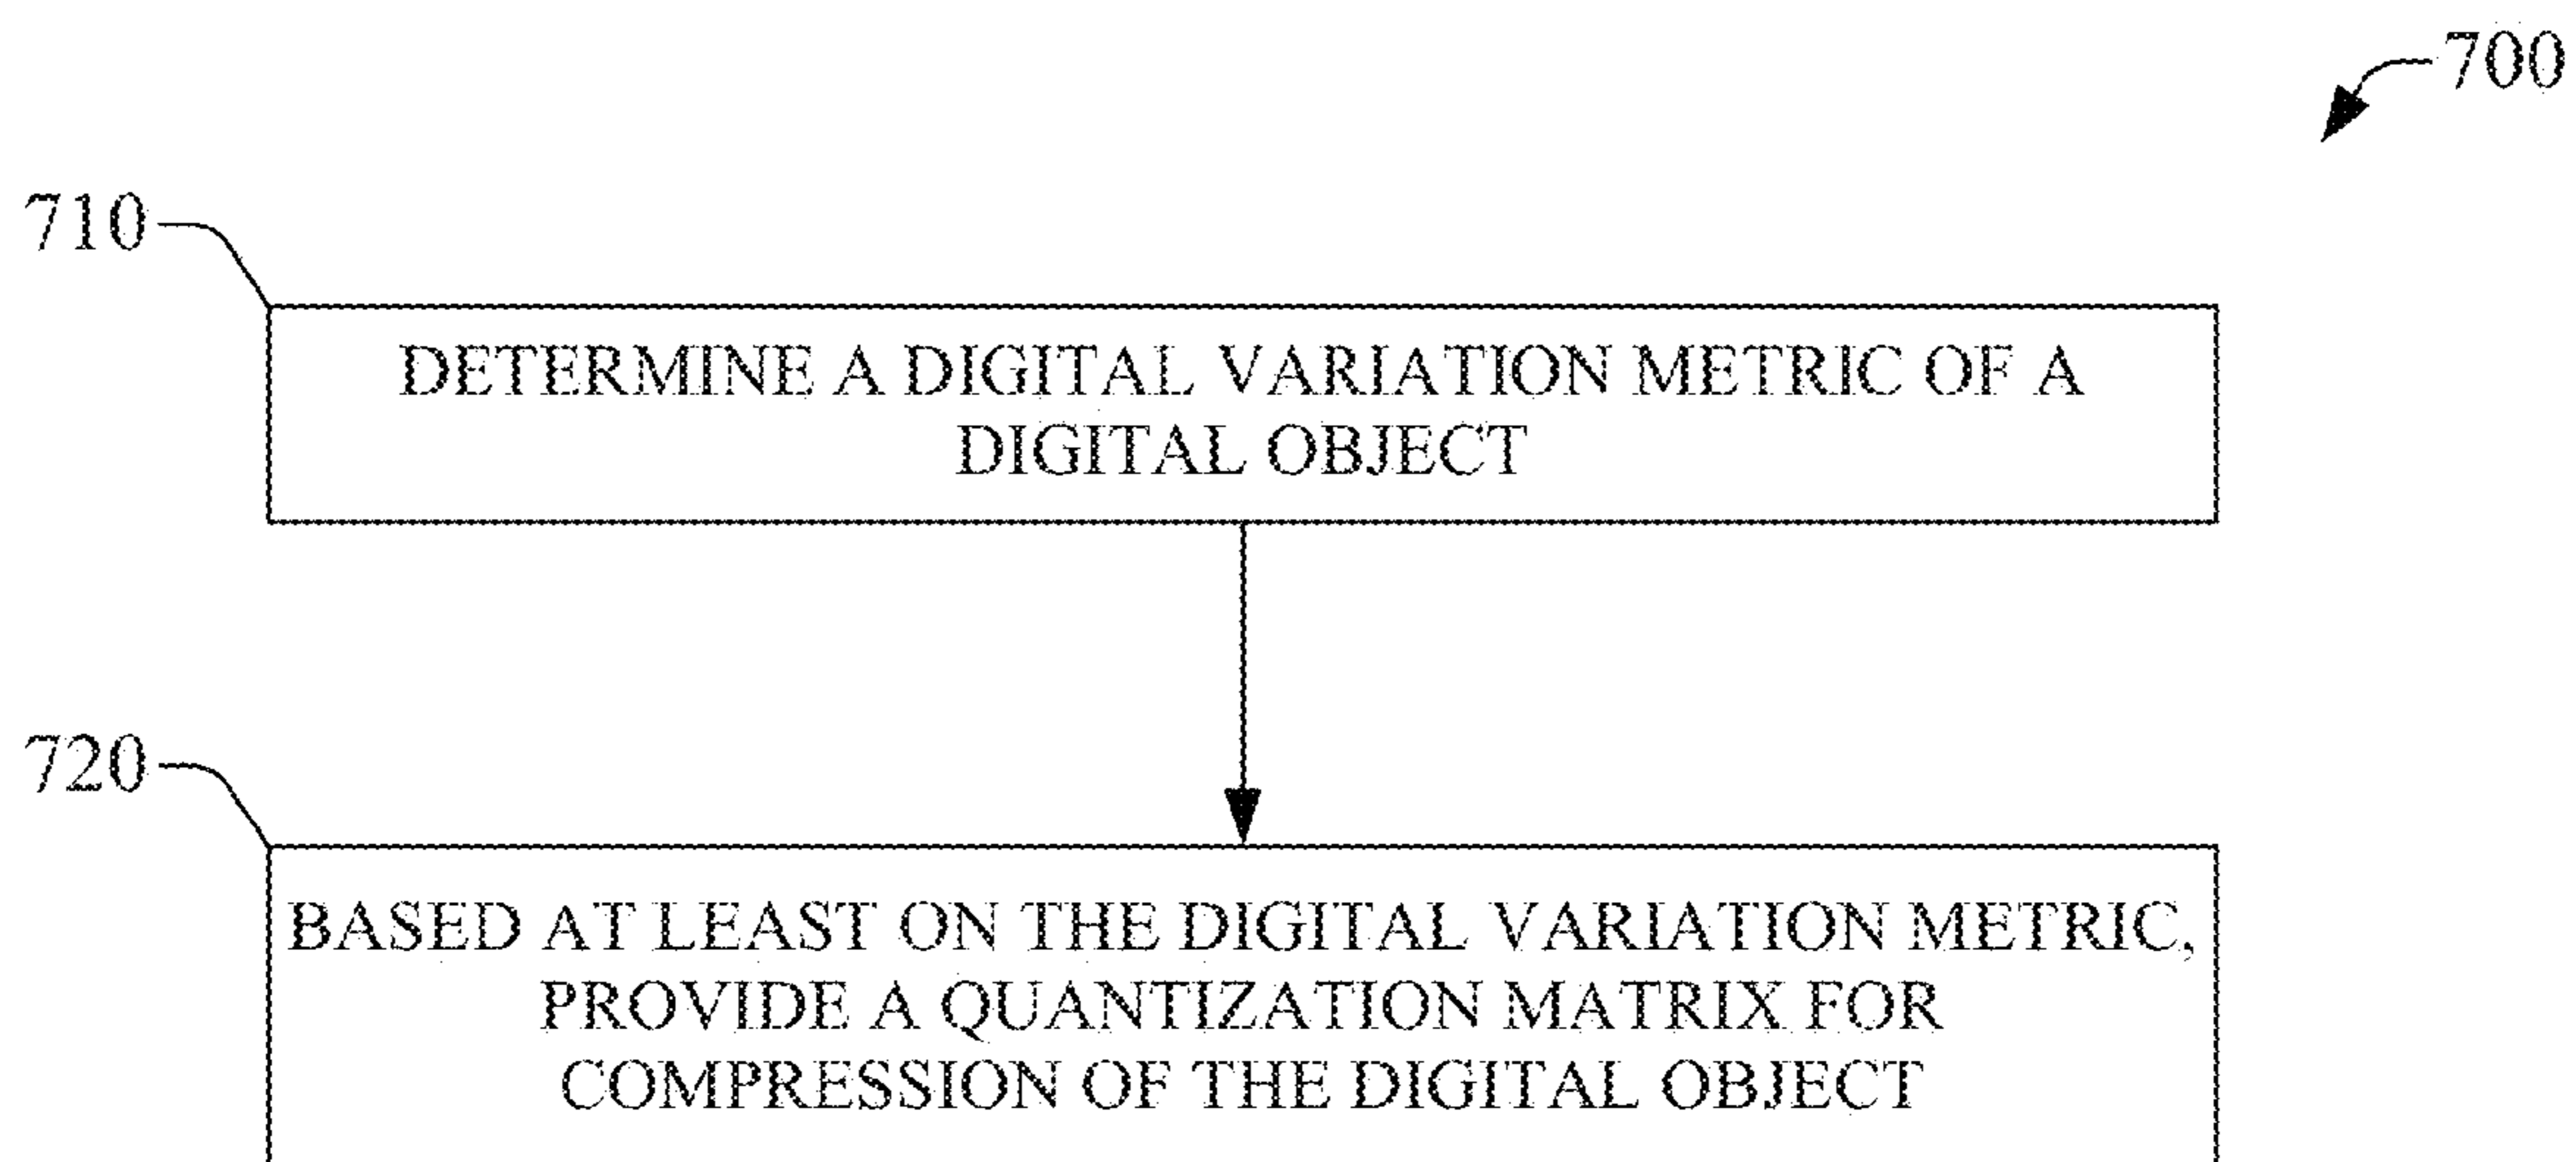 700
710
DETERMINE A DIGITAL VARIATION METRIC OF A
DIGITAL OBJECT
720
BASED AT LEAST ON THE DIGITAL VARIATION METRIC,
PROVIDE A QUANTIZATION MATRIX FOR
COMPRESSION OF THE DIGITAL OBJECT